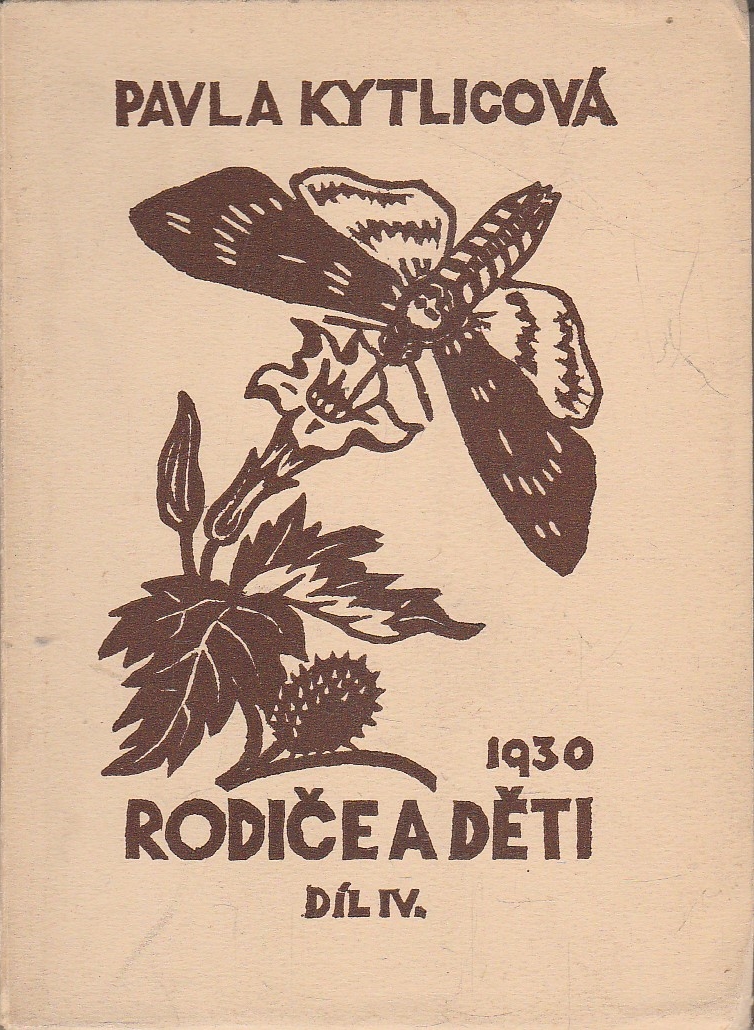 PAVLA KYTLICOVÁ
1930
RODIČE A DĚTI
DÍL IV.